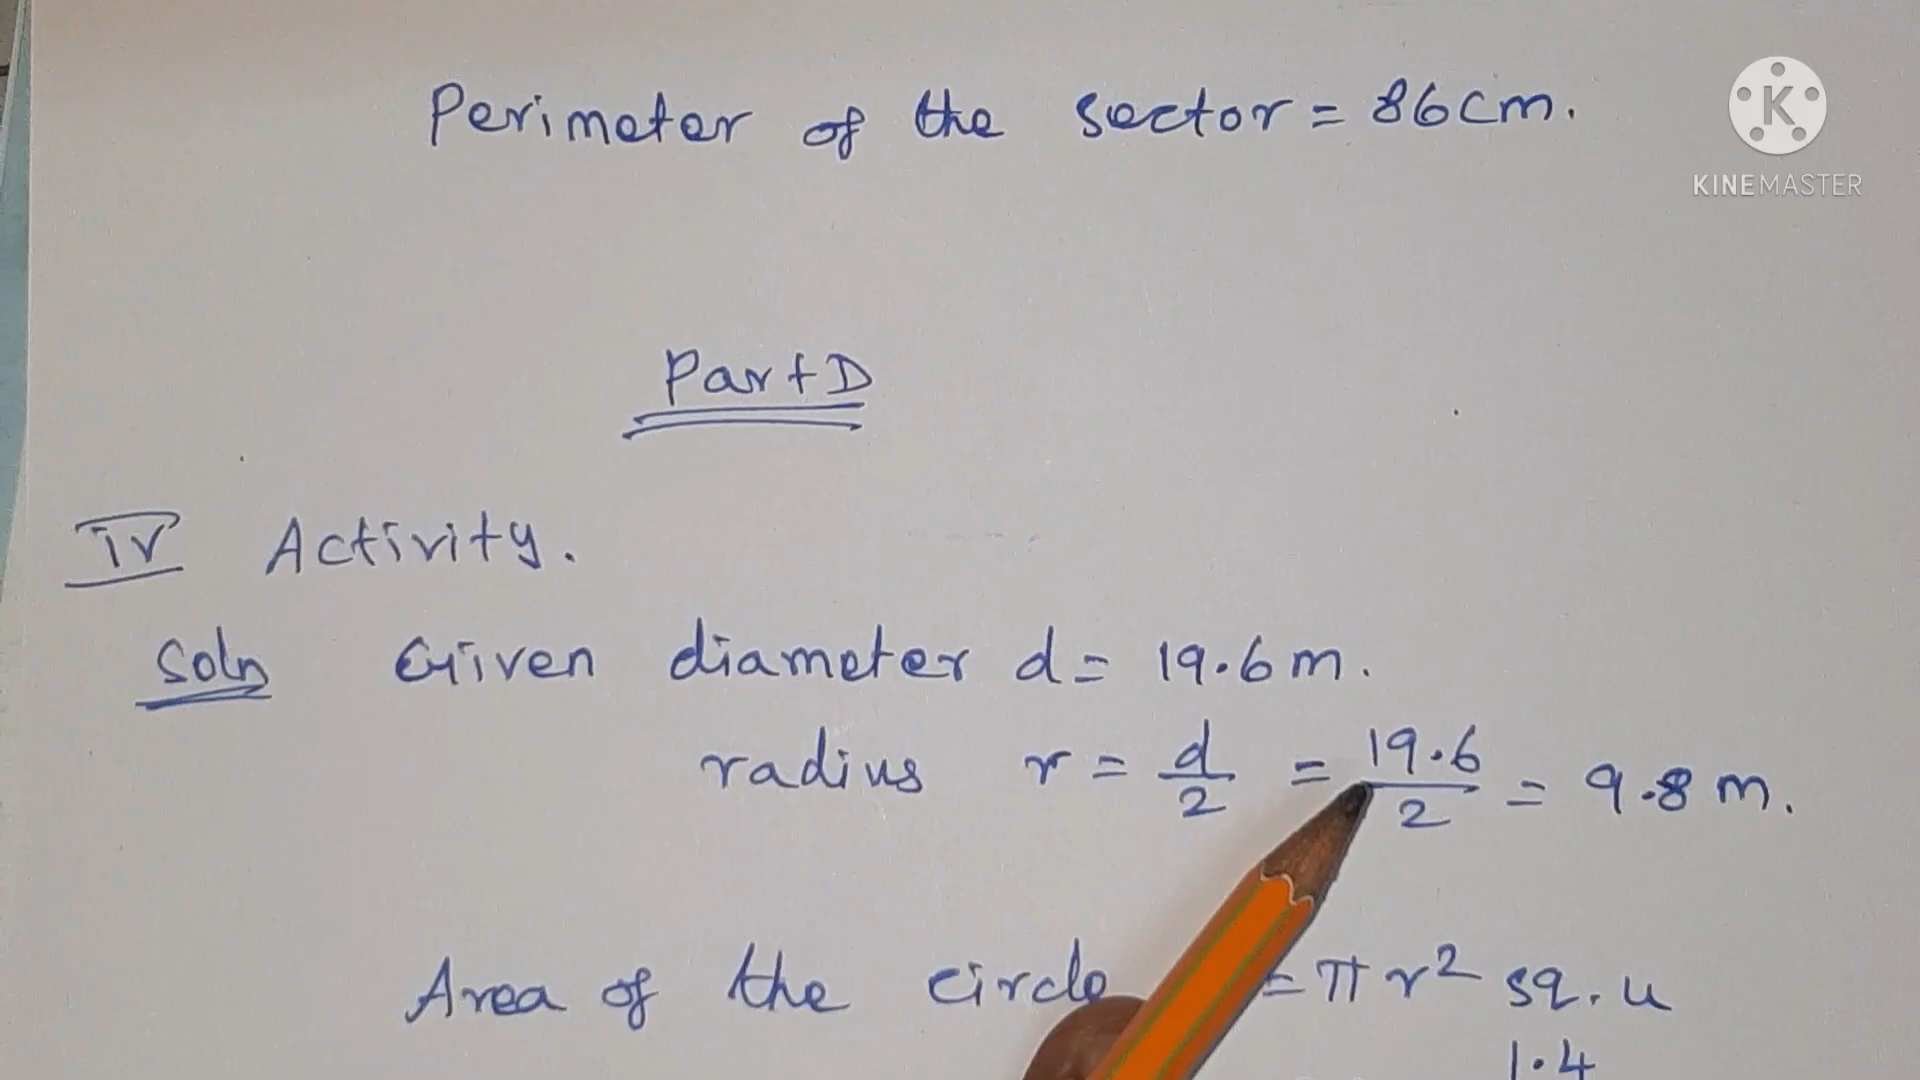 Perimeter of the sector = 86cm.
K
KINEMASTER
Part D
IV Activity.
Soln Given diameter d = 19.6 m.
radius r = d/2 = 19.6/2 = 9.8 m.
Area of the circle = πr² sq. u
1.4